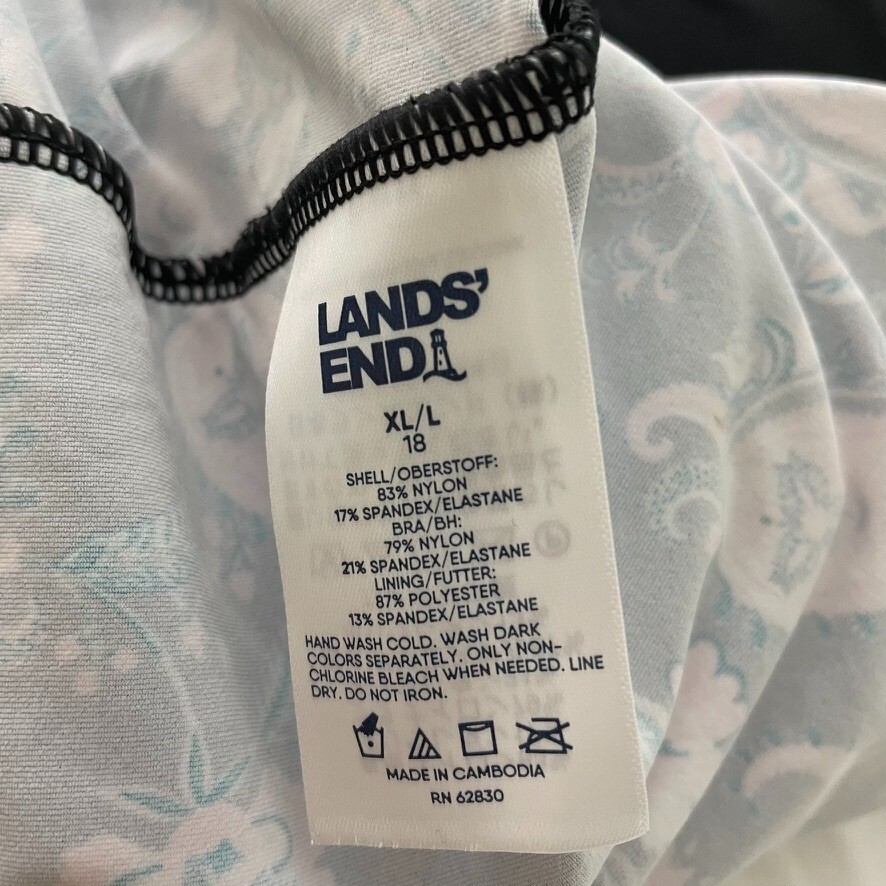 LANDS'
END
XL/L
18
SHELL/OBERSTOFF:
83% NYLON
17% SPANDEX/ELASTANE
BRA/BH:
79% NYLON
21% SPANDEX/ELASTANE
LINING/FUTTER:
87% POLYESTER
13% SPANDEX/ELASTANE
HAND WASH COLD. WASH DARK
COLORS SEPARATELY. ONLY NON-
CHLORINE BLEACH WHEN NEEDED. LINE
DRY. DO NOT IRON.
MADE IN CAMBODIA
RN 62830